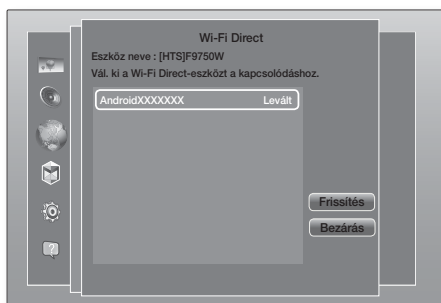 Wi-Fi Direct
Eszköz neve : [HTS]F9750W
Vál. ki a Wi-Fi Direct-eszközt a kapcsolódáshoz.
AndroidXXXXXXX Levált
Frissítés
Bezárás
?